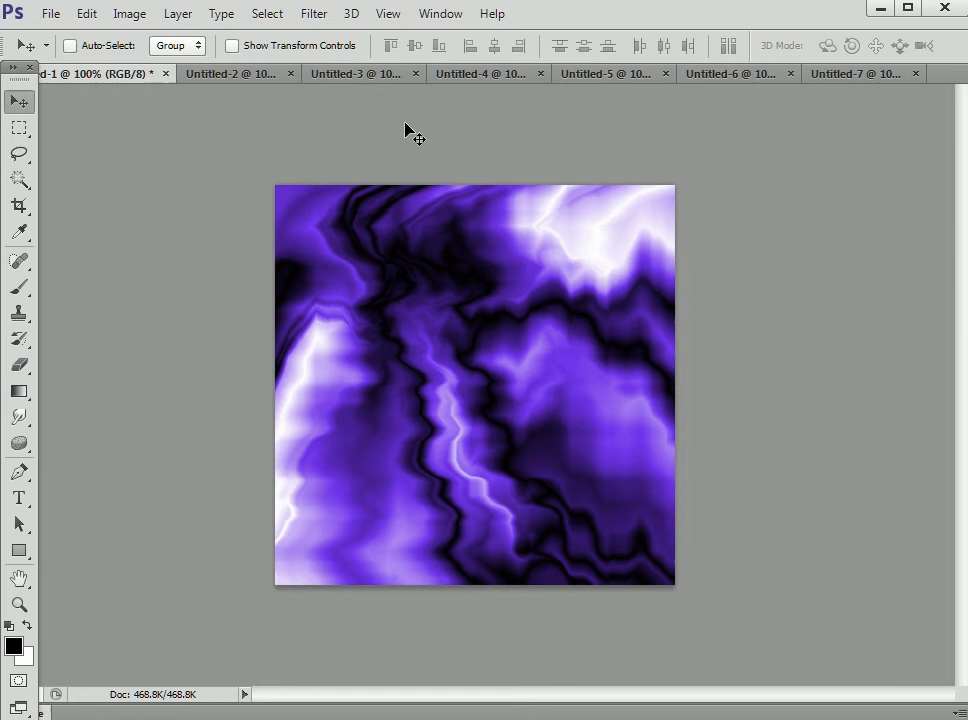 Ps File Edit Image Layer Type Select Filter 3D View Window Help
Auto-Select: Group Show Transform Controls 3D Mode:
d-1 @ 100% (RGB/8) * × Untitled-2 @ 10... × Untitled-3 @ 10... × Untitled-4 @ 10... × Untitled-5 @ 10... × Untitled-6 @ 10... × Untitled-7 @ 10... ×
T
Doc: 468.8K/468.8K
e